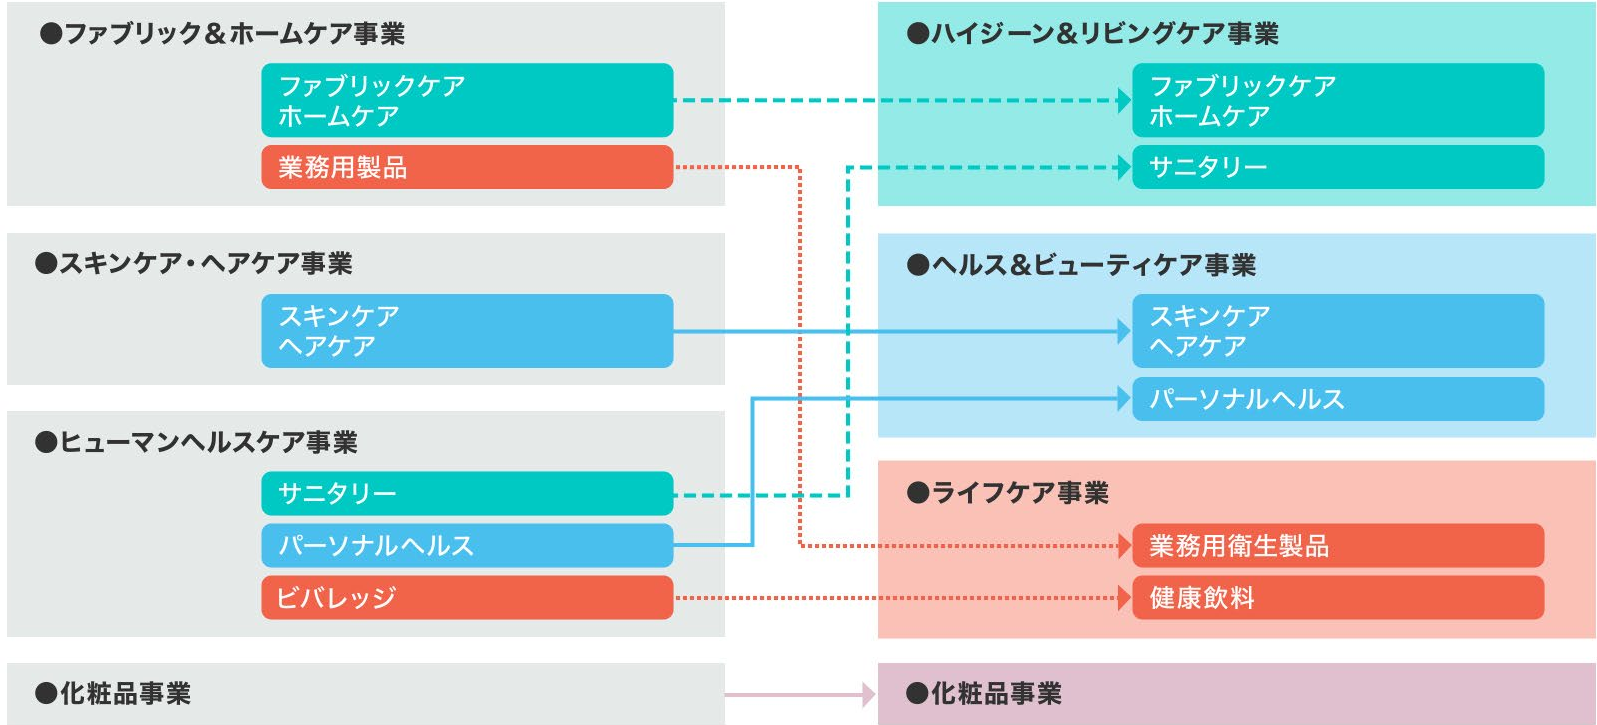 ●ファブリック＆ホームケア事業
ファブリックケア
ホームケア
業務用製品
●スキンケア・ヘアケア事業
スキンケア
ヘアケア
●ヒューマンヘルスケア事業
サニタリー
パーソナルヘルス
ビバレッジ
●化粧品事業
●ハイジーン&リビングケア事業
ファブリックケア
ホームケア
サニタリー
●ヘルス&ビューティケア事業
スキンケア
ヘアケア
パーソナルヘルス
●ライフケア事業
業務用衛生製品
健康飲料
●化粧品事業